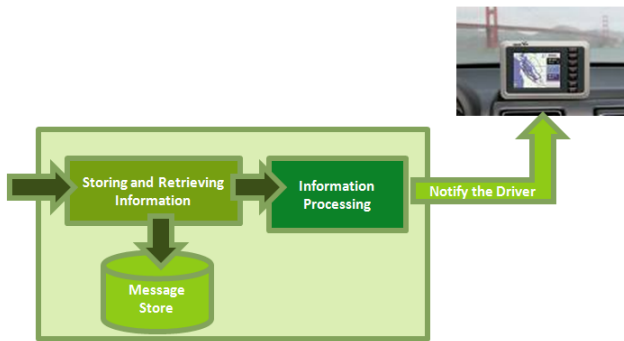 Storing and Retrieving
Information
Information
Processing
Notify the Driver
Message
Store